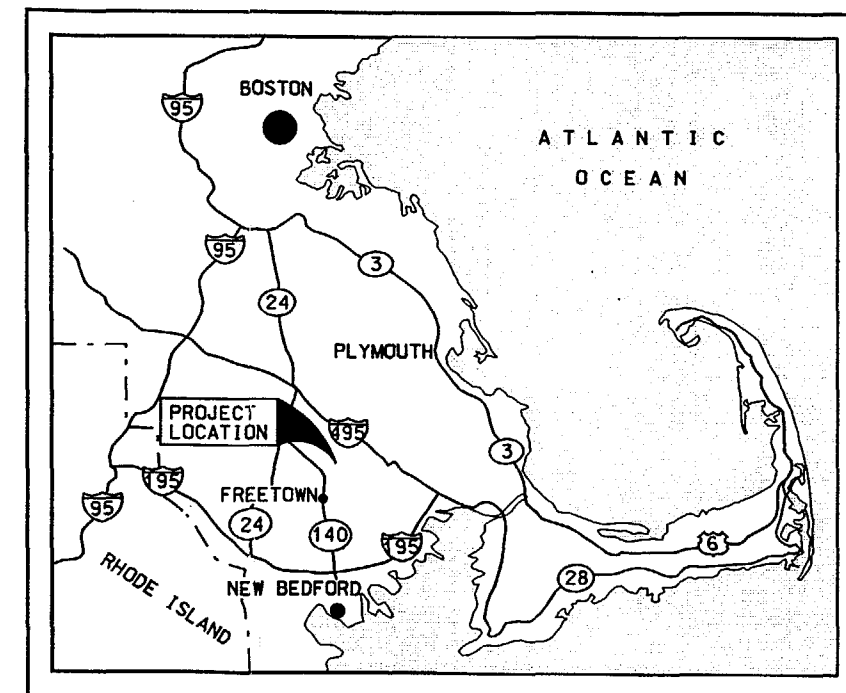 95
BOSTON
ATLANTIC
OCEAN
95
3
24
PLYMOUTH
PROJECT
LOCATION
495
3
95
95
FREETOWN
24
140
95
6
RHODE ISLAND
NEW BEDFORD
28